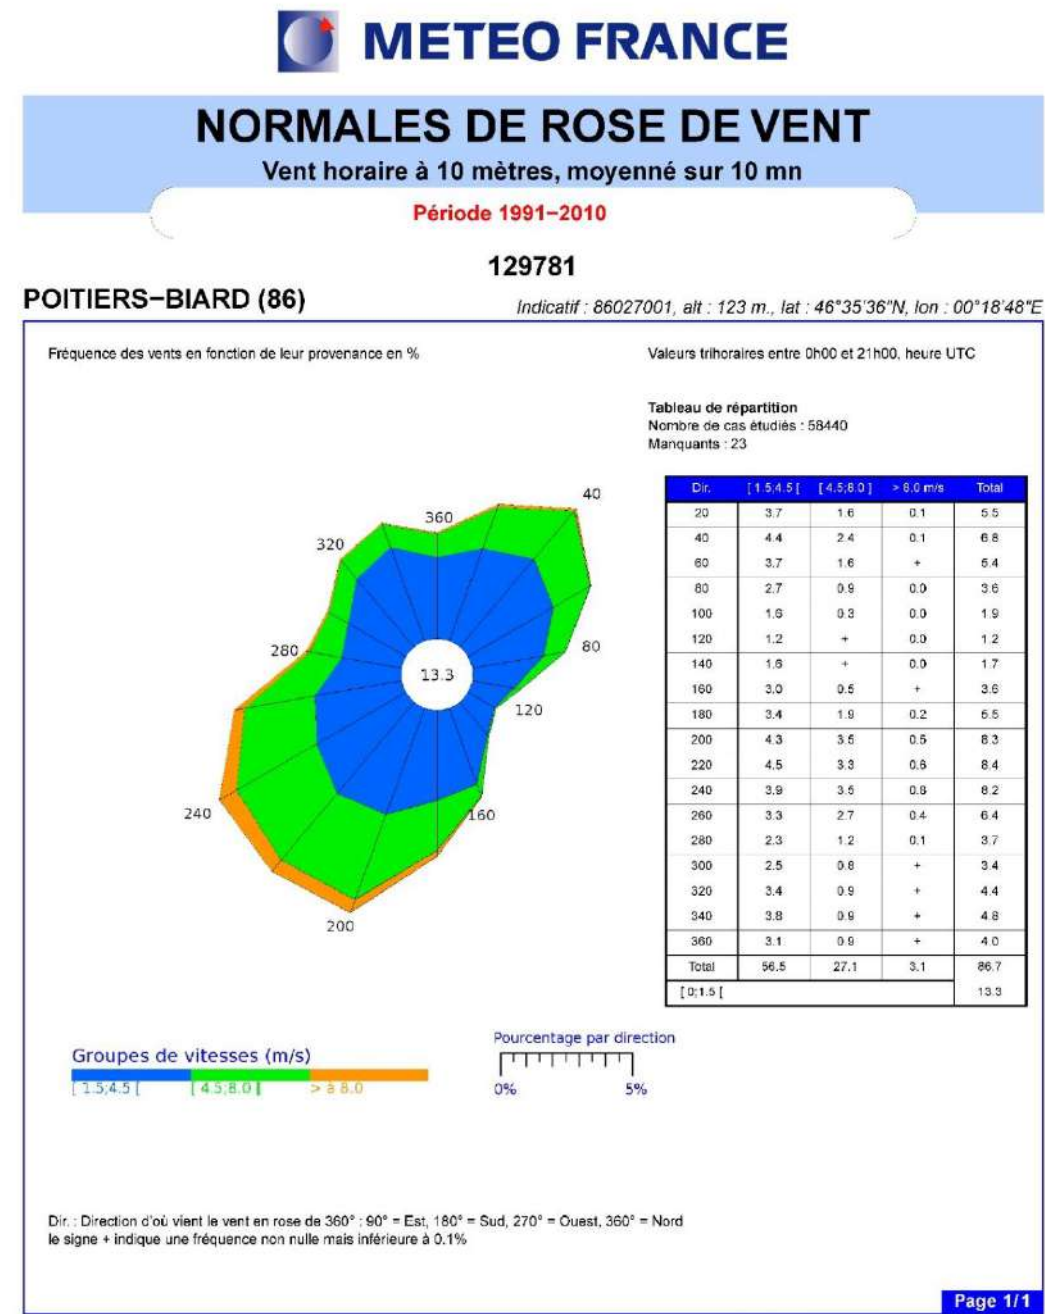 METEO FRANCE
NORMALES DE ROSE DE VENT
Vent horaire à 10 mètres, moyenné sur 10 mn
Période 1991−2010
129781
POITIERS−BIARD (86)
Indicatif : 86027001, alt : 123 m., lat : 46°35'36"N, lon : 00°18'48"E
Fréquence des vents en fonction de leur provenance en %
Valeurs trihoraires entre 0h00 et 21h00, heure UTC
Tableau de répartition
Nombre de cas étudiés : 58440
Manquants : 23
Dir. [ 1.5;4.5 [ [ 4.5;8.0 ] > 8.0 m/s Total
20 3.7 1.6 0.1 5.5
40 4.4 2.4 0.1 6.8
60 3.7 1.6 + 5.4
80 2.7 0.9 0.0 3.6
100 1.6 0.3 0.0 1.9
120 1.2 + 0.0 1.2
140 1.6 + 0.0 1.7
160 3.0 0.5 + 3.6
180 3.4 1.9 0.2 5.5
200 4.3 3.5 0.5 8.3
220 4.5 3.3 0.6 8.4
240 3.9 3.5 0.8 8.2
260 3.3 2.7 0.4 6.4
280 2.3 1.2 0.1 3.7
300 2.5 0.8 + 3.4
320 3.4 0.9 + 4.4
340 3.8 0.9 + 4.8
360 3.1 0.9 + 4.0
Total 56.5 27.1 3.1 86.7
[ 0;1.5 [ 13.3
40
360
320
280
80
13.3
120
240
160
200
Groupes de vitesses (m/s)
[ 1.5;4.5 [ [ 4.5;8.0 ] > à 8.0
Pourcentage par direction
0% 5%
Dir. : Direction d'où vient le vent en rose de 360° : 90° = Est, 180° = Sud, 270° = Ouest, 360° = Nord
le signe + indique une fréquence non nulle mais inférieure à 0.1%
Page 1/1